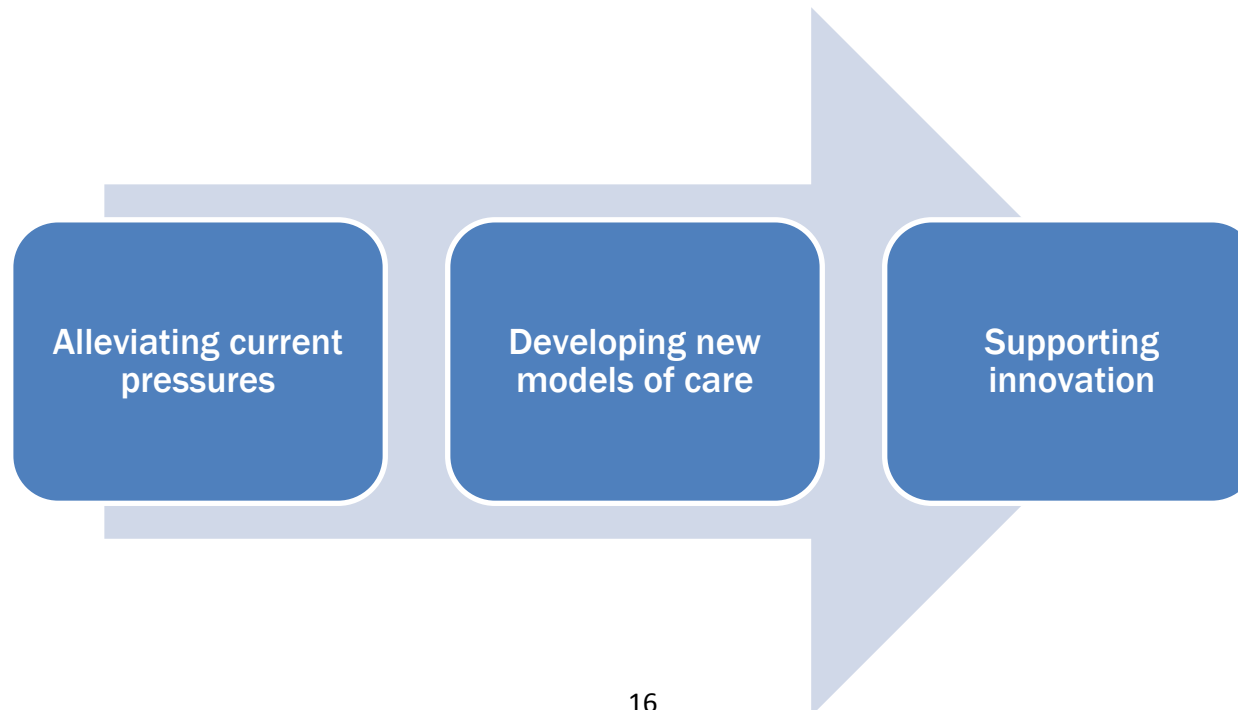 Alleviating current
pressures
Developing new
models of care
Supporting
innovation
16